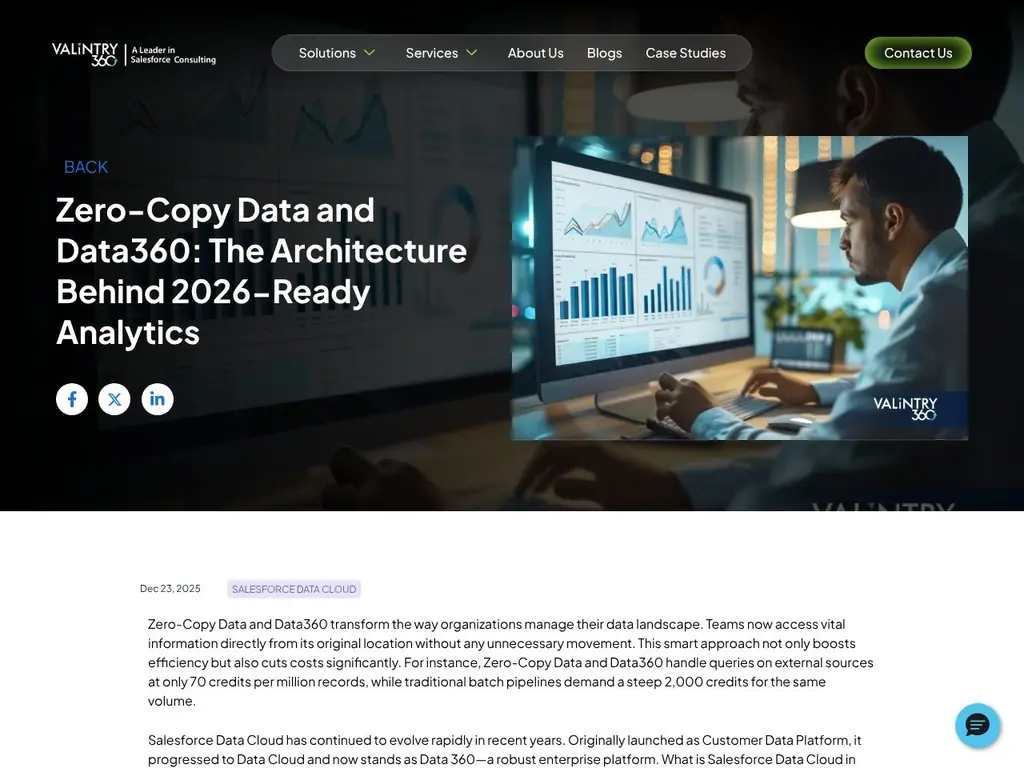 VALiNTRY 360 | A Leader in Salesforce Consulting
Solutions
Services
About Us
Blogs
Case Studies
Contact Us
BACK
Zero-Copy Data and
Data360: The Architecture
Behind 2026-Ready
Analytics
VALiNTRY 360
Dec 23, 2025
SALESFORCE DATA CLOUD
Zero-Copy Data and Data360 transform the way organizations manage their data landscape. Teams now access vital
information directly from its original location without any unnecessary movement. This smart approach not only boosts
efficiency but also cuts costs significantly. For instance, Zero-Copy Data and Data360 handle queries on external sources
at only 70 credits per million records, while traditional batch pipelines demand a steep 2,000 credits for the same
volume.
Salesforce Data Cloud has continued to evolve rapidly in recent years. Originally launched as Customer Data Platform, it
progressed to Data Cloud and now stands as Data 360—a robust enterprise platform. What is Salesforce Data Cloud in